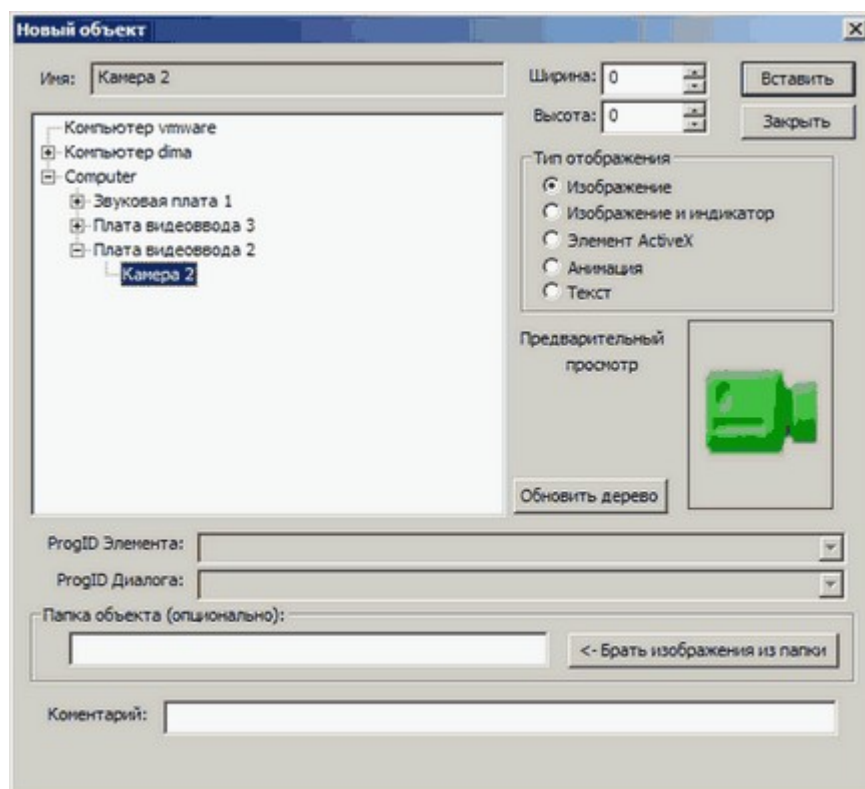 Новый объект
Имя: Камера 2
Ширина: 0
Вставить
Высота: 0
Закрыть
Компьютер vmware
Компьютер dima
Computer
Звуковая плата 1
Плата видеоввода 3
Плата видеоввода 2
Камера 2
Тип отображения
Изображение
Изображение и индикатор
Элемент ActiveX
Анимация
Текст
Предварительный
просмотр
Обновить дерево
ProgID Элемента:
ProgID Диалога:
Папка объекта (опционально):
<- Брать изображения из папки
Коментарий: